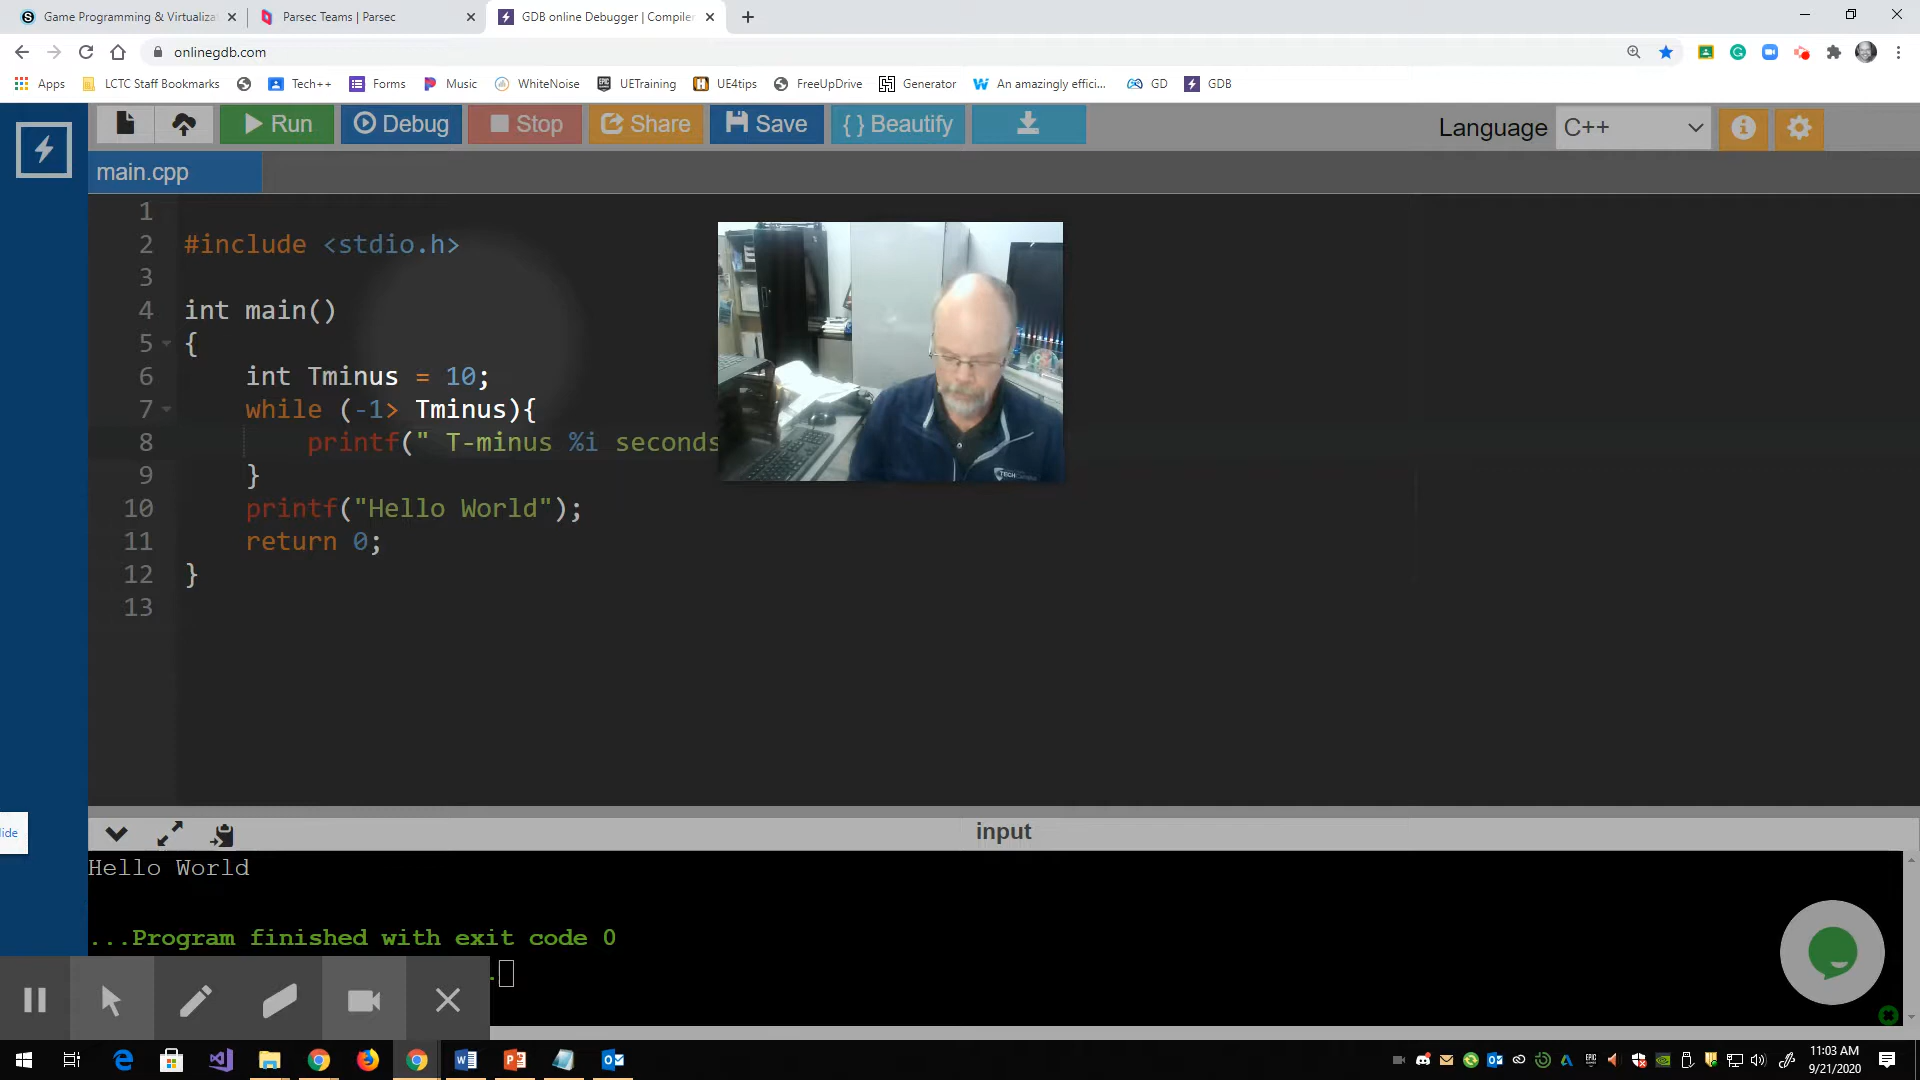 Game Programming & Virtualiza
Parsec Teams | Parsec
GDB online Debugger | Compiler
onlinegdb.com
Apps
LCTC Staff Bookmarks
Tech++
Forms
Music
WhiteNoise
UETraining
UE4tips
FreeUpDrive
Generator
An amazingly effici...
GD
GDB
Run
Debug
Stop
Share
Save
{ } Beautify
Language
C++
main.cpp
1
2 #include <stdio.h>
3
4 int main()
5 {
6 int Tminus = 10;
7 while (-1> Tminus){
8 printf(" T-minus %i seconds
9 }
10 printf("Hello World");
11 return 0;
12 }
13
lide
input
Hello World
...Program finished with exit code 0
.
11:03 AM
9/21/2020
TECH